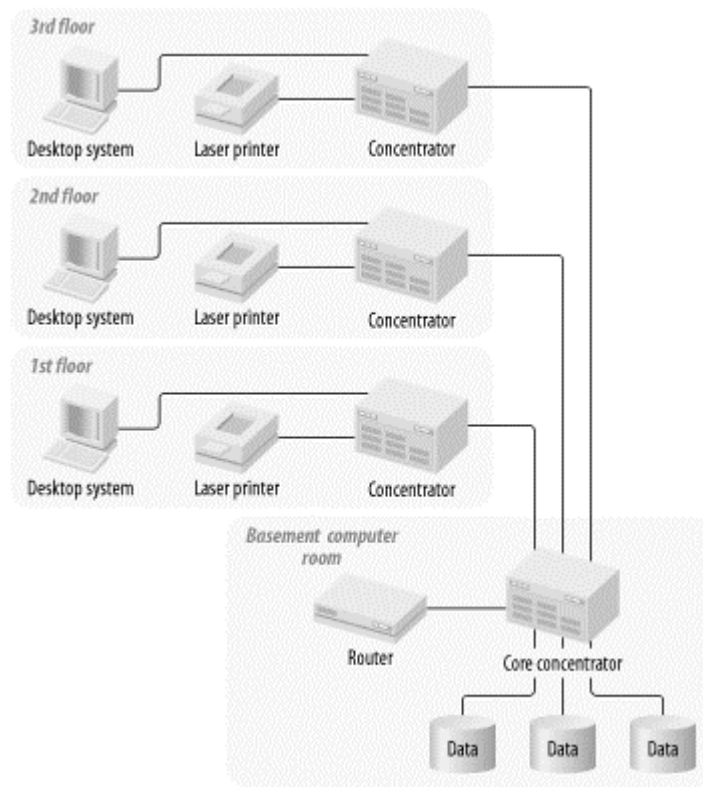 3rd floor
Desktop system
Laser printer
Concentrator
2nd floor
Desktop system
Laser printer
Concentrator
1st floor
Desktop system
Laser printer
Concentrator
Basement computer
room
Router
Core concentrator
Data
Data
Data